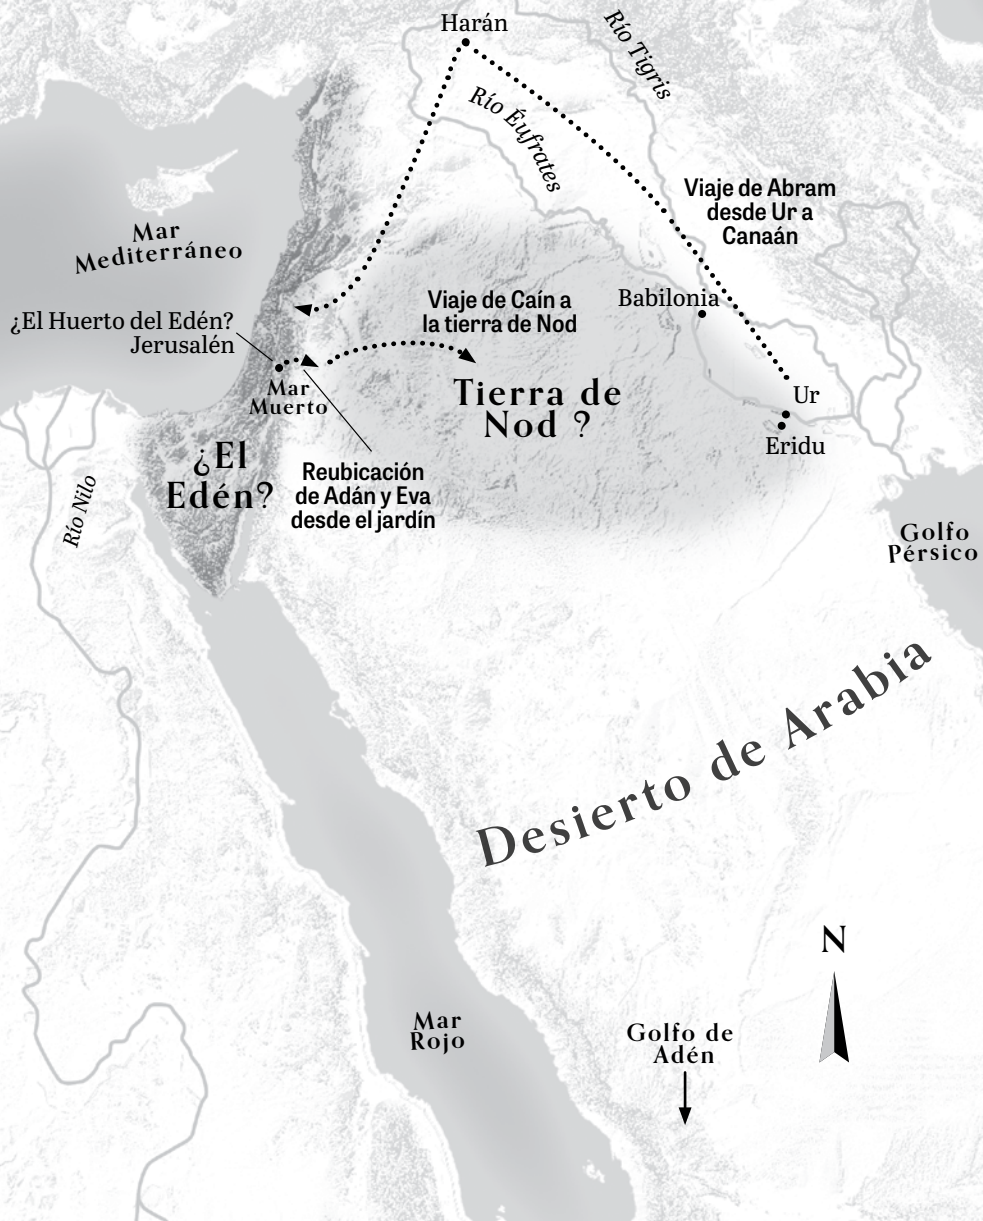 Harán
Río Tigris
Río Éufrates
Viaje de Abram
desde Ur a
Canaán
Mar
Mediterráneo
Babilonia
Viaje de Caín a
la tierra de Nod
¿El Huerto del Edén?
Jerusalén
Mar
Muerto
Tierra de
Nod ?
Ur
Eridu
¿El
Edén?
Reubicación
de Adán y Eva
desde el jardín
Río Nilo
Golfo
Pérsico
Desierto de Arabia
N
Mar
Rojo
Golfo de
Adén